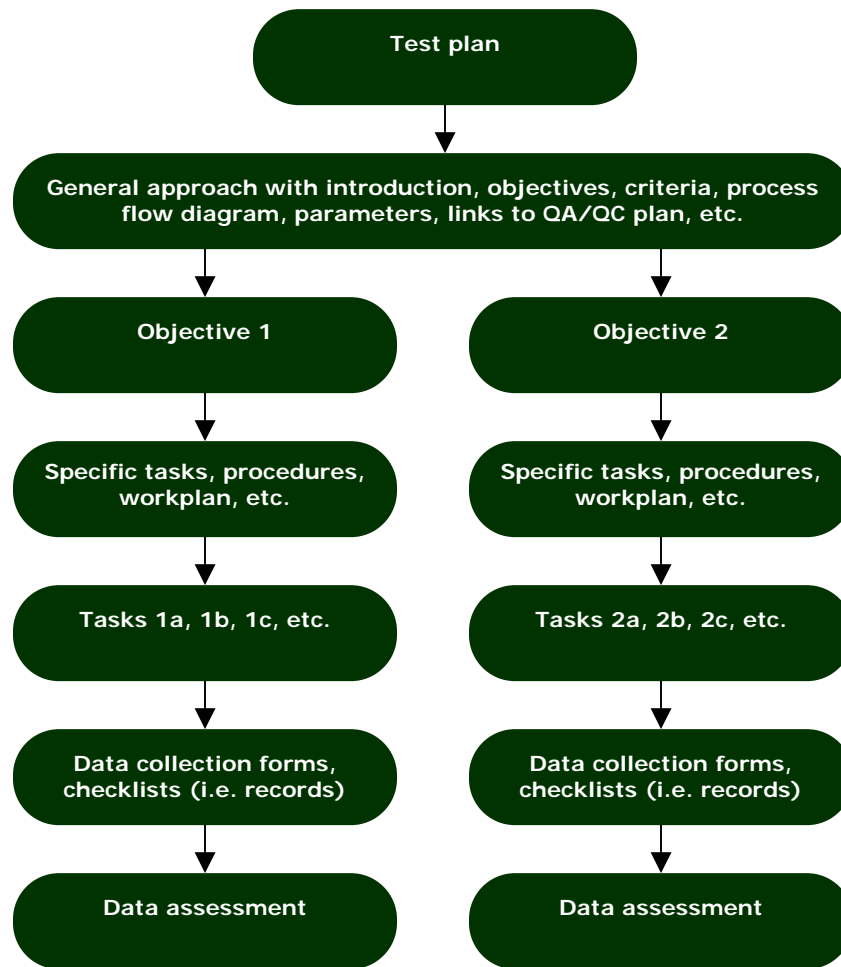 Test plan
General approach with introduction, objectives, criteria, process
flow diagram, parameters, links to QA/QC plan, etc.
Objective 1
Objective 2
Specific tasks, procedures,
workplan, etc.
Specific tasks, procedures,
workplan, etc.
Tasks 1a, 1b, 1c, etc.
Tasks 2a, 2b, 2c, etc.
Data collection forms,
checklists (i.e. records)
Data collection forms,
checklists (i.e. records)
Data assessment
Data assessment